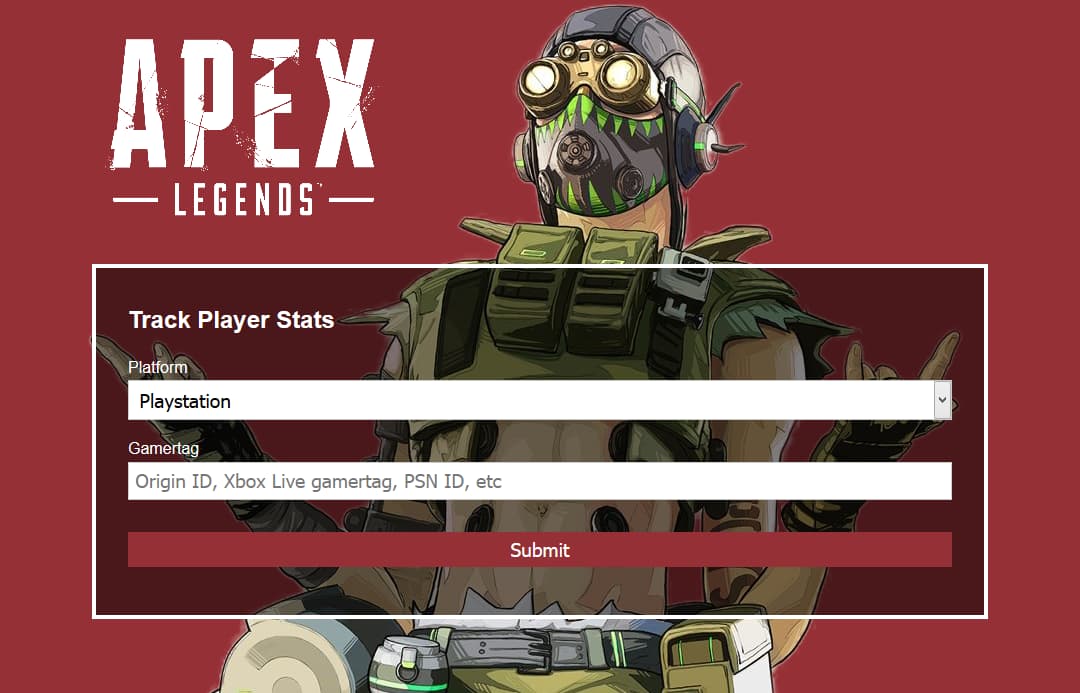 APEX
LEGENDS
Track Player Stats
Platform
Playstation
Gamertag
Origin ID, Xbox Live gamertag, PSN ID, etc
Submit